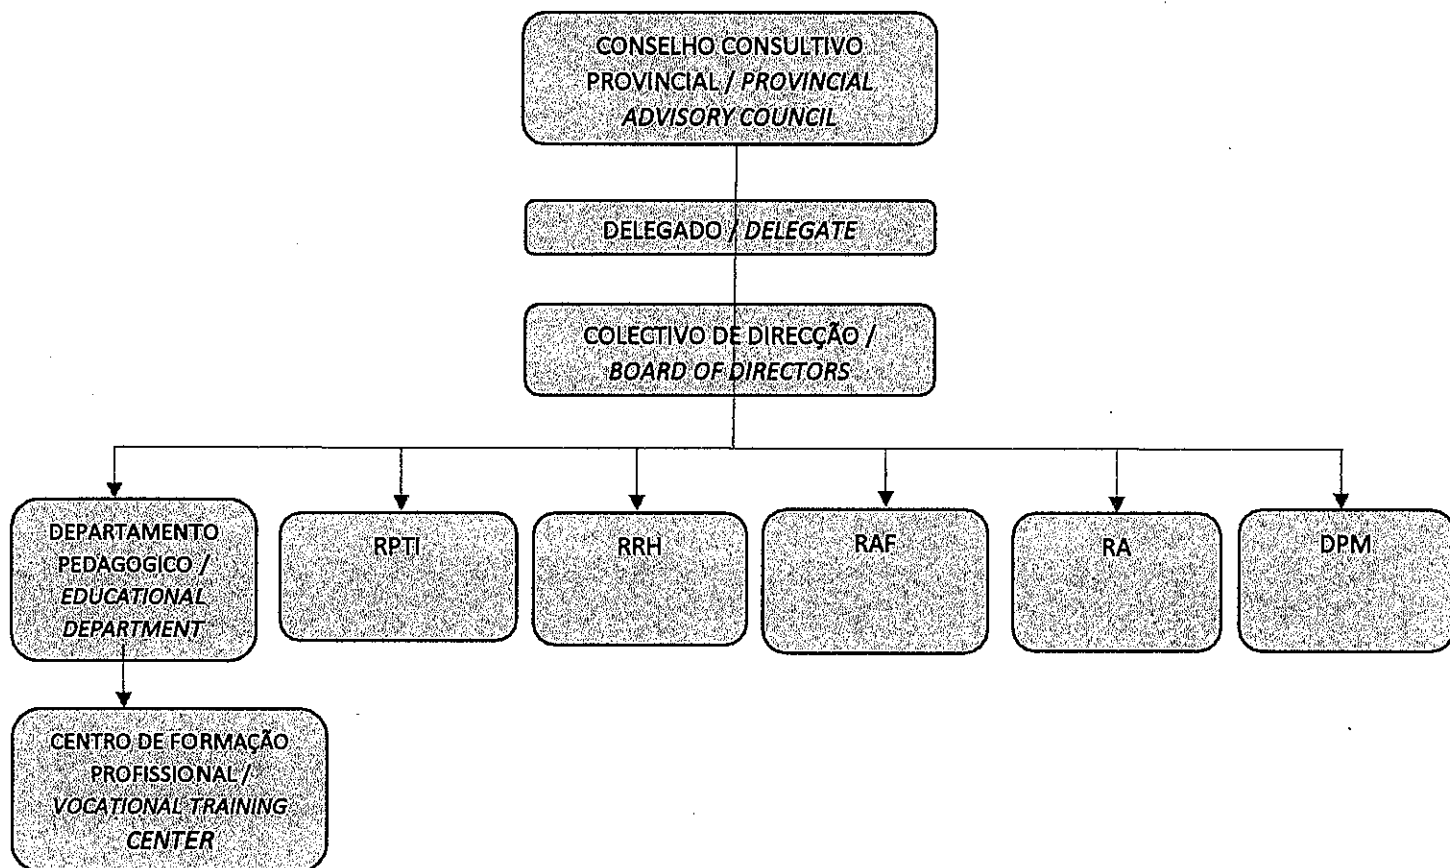 CONSELHO CONSULTIVO
PROVINCIAL / PROVINCIAL
ADVISORY COUNCIL
DELEGADO / DELEGATE
COLECTIVO DE DIRECÇÃO /
BOARD OF DIRECTORS
DEPARTAMENTO
PEDAGOGICO /
EDUCATIONAL
DEPARTMENT
RPTI
RRH
RAF
RA
DPM
CENTRO DE FORMAÇÃO
PROFISSIONAL /
VOCATIONAL TRAINING
CENTER